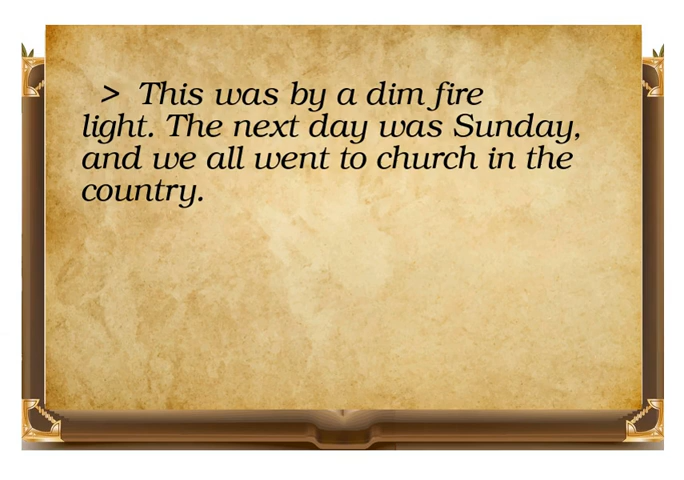 > This was by a dim fire
light. The next day was Sunday,
and we all went to church in the
country.